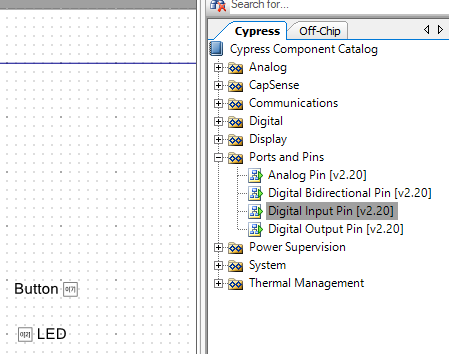 Search for...
Cypress
Off-Chip
Cypress Component Catalog
Analog
CapSense
Communications
Digital
Display
Ports and Pins
Analog Pin [v2.20]
Digital Bidirectional Pin [v2.20]
Digital Input Pin [v2.20]
Digital Output Pin [v2.20]
Power Supervision
System
Thermal Management
Button
LED